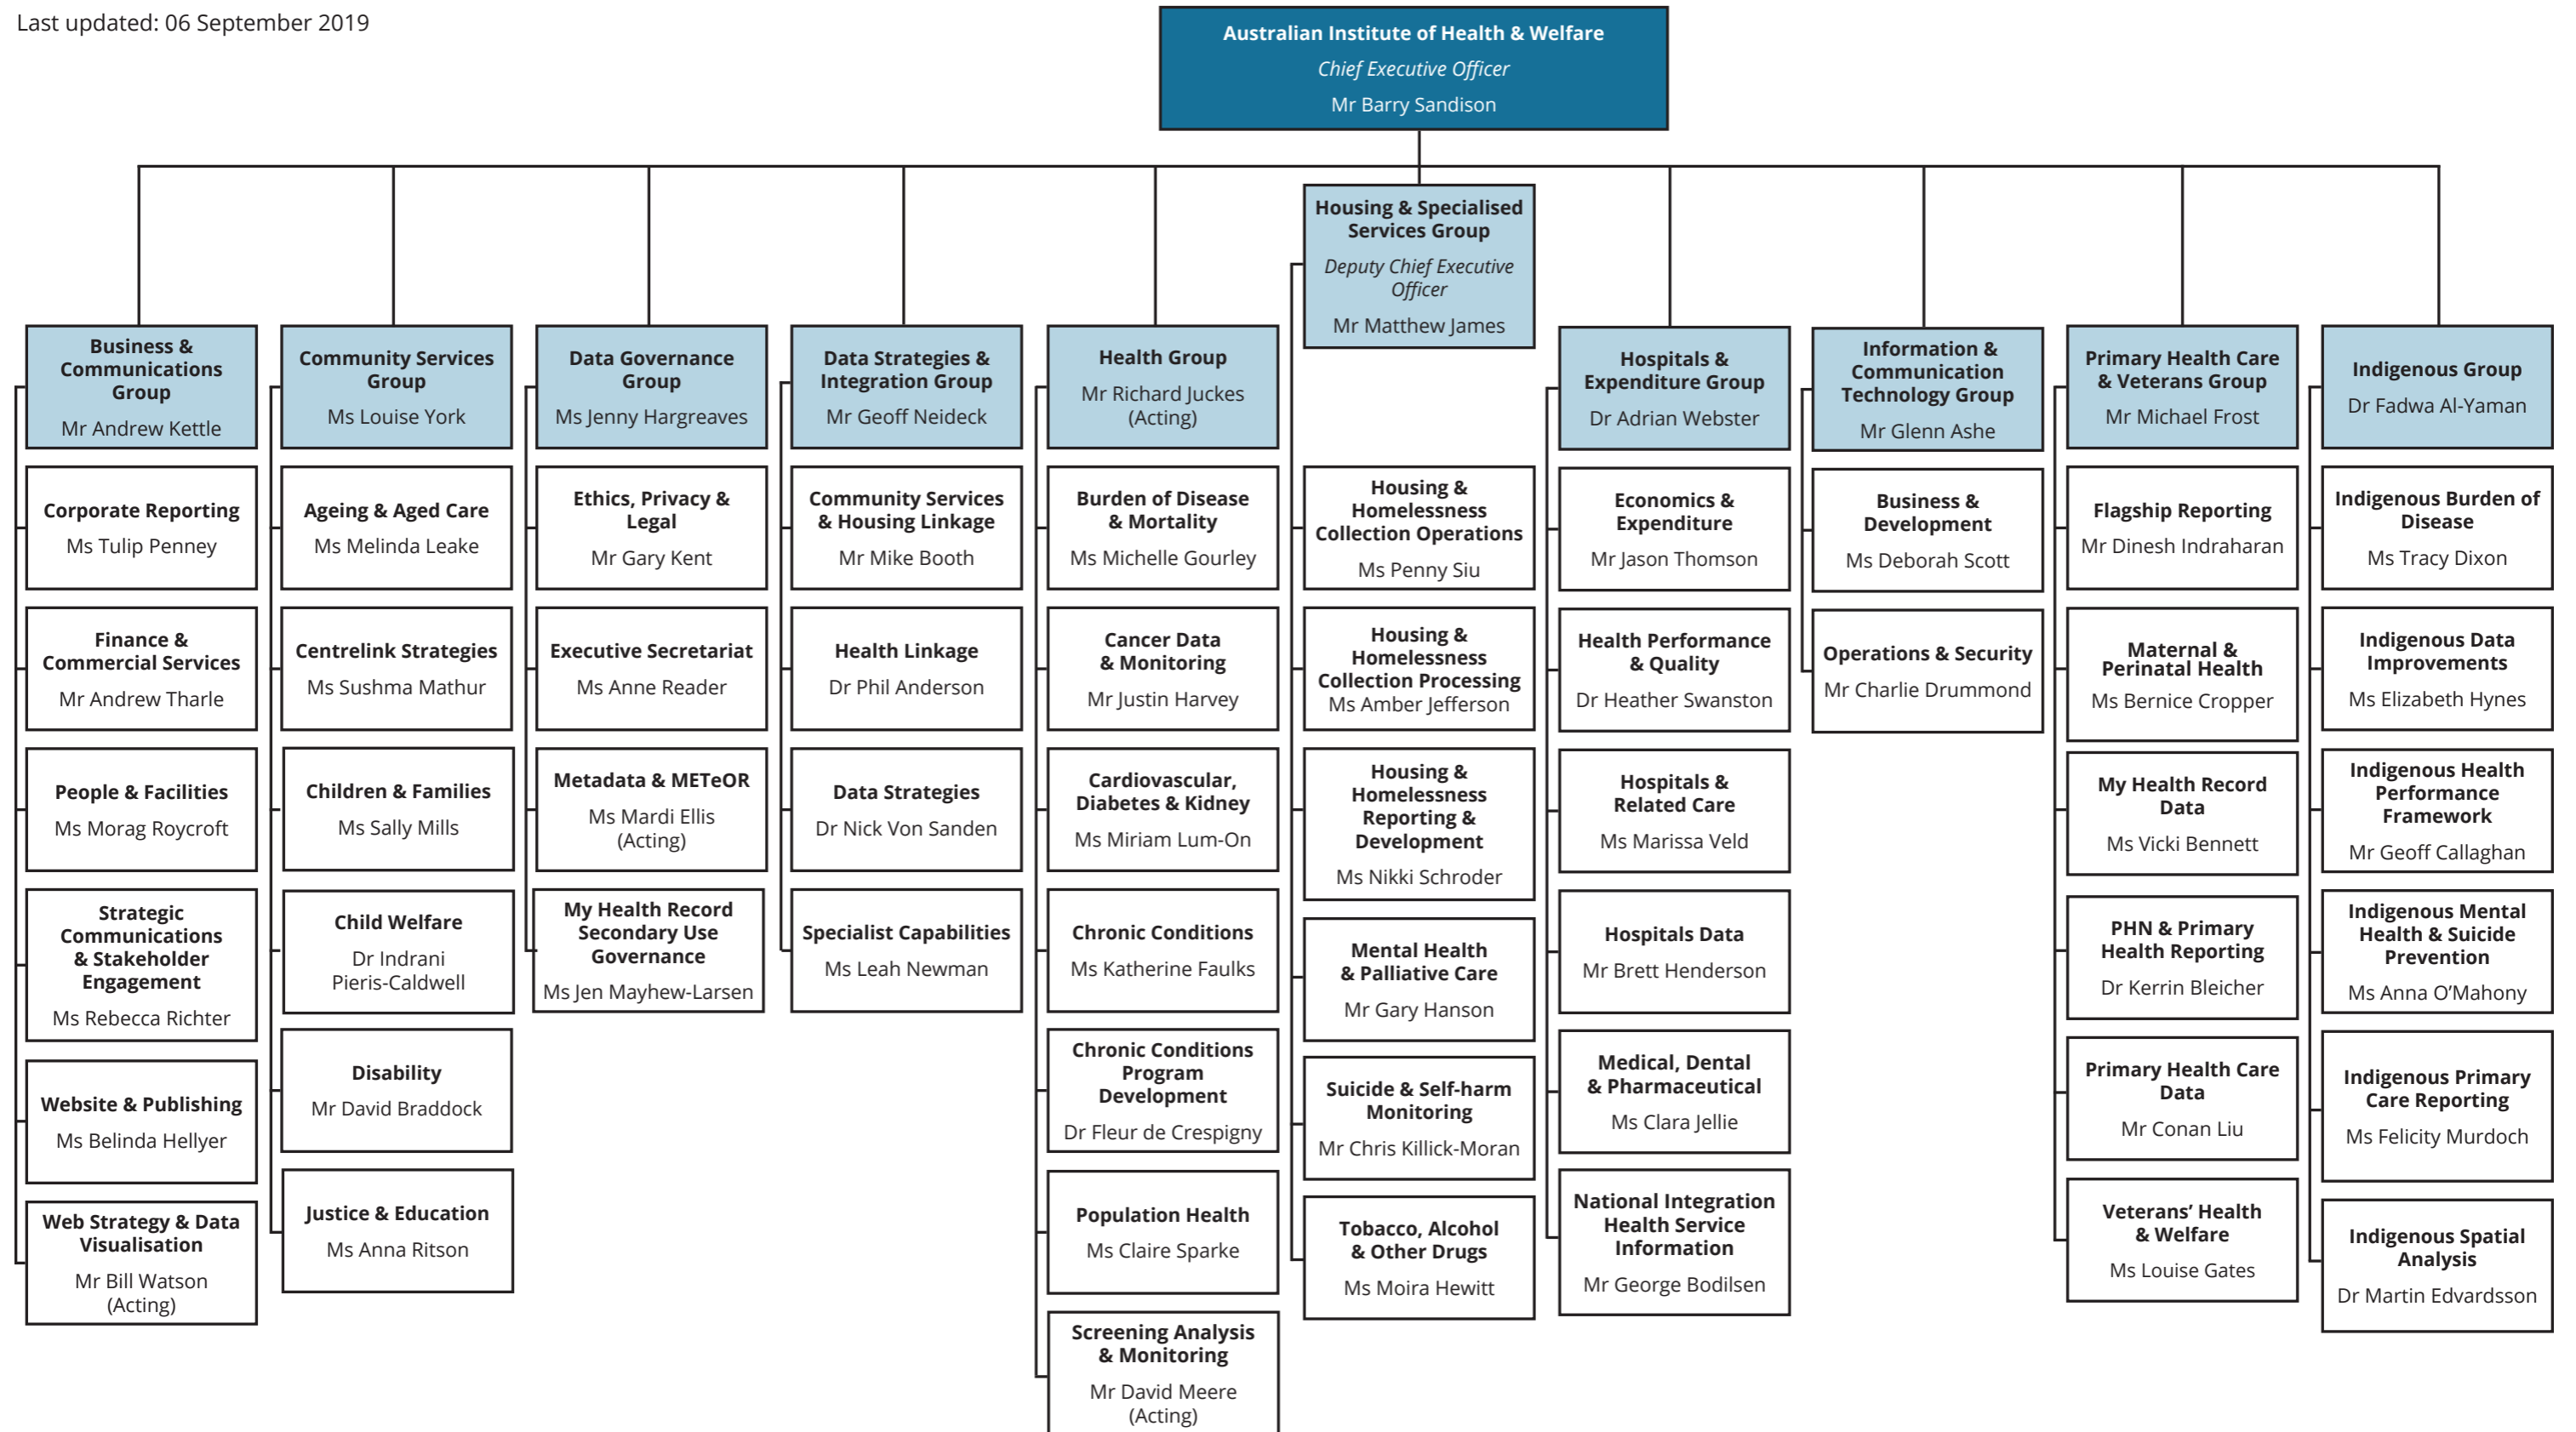 Last updated: 06 September 2019
Australian Institute of Health & Welfare
Chief Executive Officer
Mr Barry Sandison
Business &
Communications
Group
Mr Andrew Kettle
Corporate Reporting
Ms Tulip Penney
Finance &
Commercial Services
Mr Andrew Tharle
People & Facilities
Ms Morag Roycroft
Strategic
Communications
& Stakeholder
Engagement
Ms Rebecca Richter
Website & Publishing
Ms Belinda Hellyer
Web Strategy & Data
Visualisation
Mr Bill Watson
(Acting)
Community Services
Group
Ms Louise York
Ageing & Aged Care
Ms Melinda Leake
Centrelink Strategies
Ms Sushma Mathur
Children & Families
Ms Sally Mills
Child Welfare
Dr Indrani
Pieris-Caldwell
Disability
Mr David Braddock
Justice & Education
Ms Anna Ritson
Data Governance
Group
Ms Jenny Hargreaves
Ethics, Privacy &
Legal
Mr Gary Kent
Executive Secretariat
Ms Anne Reader
Metadata & METeOR
Ms Mardi Ellis
(Acting)
My Health Record
Secondary Use
Governance
Ms Jen Mayhew-Larsen
Data Strategies &
Integration Group
Mr Geoff Neideck
Community Services
& Housing Linkage
Mr Mike Booth
Health Linkage
Dr Phil Anderson
Data Strategies
Dr Nick Von Sanden
Specialist Capabilities
Ms Leah Newman
Health Group
Mr Richard Juckes
(Acting)
Burden of Disease
& Mortality
Ms Michelle Gourley
Cancer Data
& Monitoring
Mr Justin Harvey
Cardiovascular,
Diabetes & Kidney
Ms Miriam Lum-On
Chronic Conditions
Ms Katherine Faulks
Chronic Conditions
Program
Development
Dr Fleur de Crespigny
Population Health
Ms Claire Sparke
Screening Analysis
& Monitoring
Mr David Meere
(Acting)
Housing & Specialised
Services Group
Deputy Chief Executive
Officer
Mr Matthew James
Housing &
Homelessness
Collection Operations
Ms Penny Siu
Housing &
Homelessness
Collection Processing
Ms Amber Jefferson
Housing &
Homelessness
Reporting &
Development
Ms Nikki Schroder
Mental Health
& Palliative Care
Mr Gary Hanson
Suicide & Self-harm
Monitoring
Mr Chris Killick-Moran
Tobacco, Alcohol
& Other Drugs
Ms Moira Hewitt
Hospitals &
Expenditure Group
Dr Adrian Webster
Economics &
Expenditure
Mr Jason Thomson
Health Performance
& Quality
Dr Heather Swanston
Hospitals &
Related Care
Ms Marissa Veld
Hospitals Data
Mr Brett Henderson
Medical, Dental
& Pharmaceutical
Ms Clara Jellie
National Integration
Health Service
Information
Mr George Bodilsen
Information &
Communication
Technology Group
Mr Glenn Ashe
Business &
Development
Ms Deborah Scott
Operations & Security
Mr Charlie Drummond
Primary Health Care
& Veterans Group
Mr Michael Frost
Flagship Reporting
Mr Dinesh Indraharan
Maternal &
Perinatal Health
Ms Bernice Cropper
My Health Record
Data
Ms Vicki Bennett
PHN & Primary
Health Reporting
Dr Kerrin Bleicher
Primary Health Care
Data
Mr Conan Liu
Veterans’ Health
& Welfare
Ms Louise Gates
Indigenous Group
Dr Fadwa Al-Yaman
Indigenous Burden of
Disease
Ms Tracy Dixon
Indigenous Data
Improvements
Ms Elizabeth Hynes
Indigenous Health
Performance
Framework
Mr Geoff Callaghan
Indigenous Mental
Health & Suicide
Prevention
Ms Anna O’Mahony
Indigenous Primary
Care Reporting
Ms Felicity Murdoch
Indigenous Spatial
Analysis
Dr Martin Edvardsson